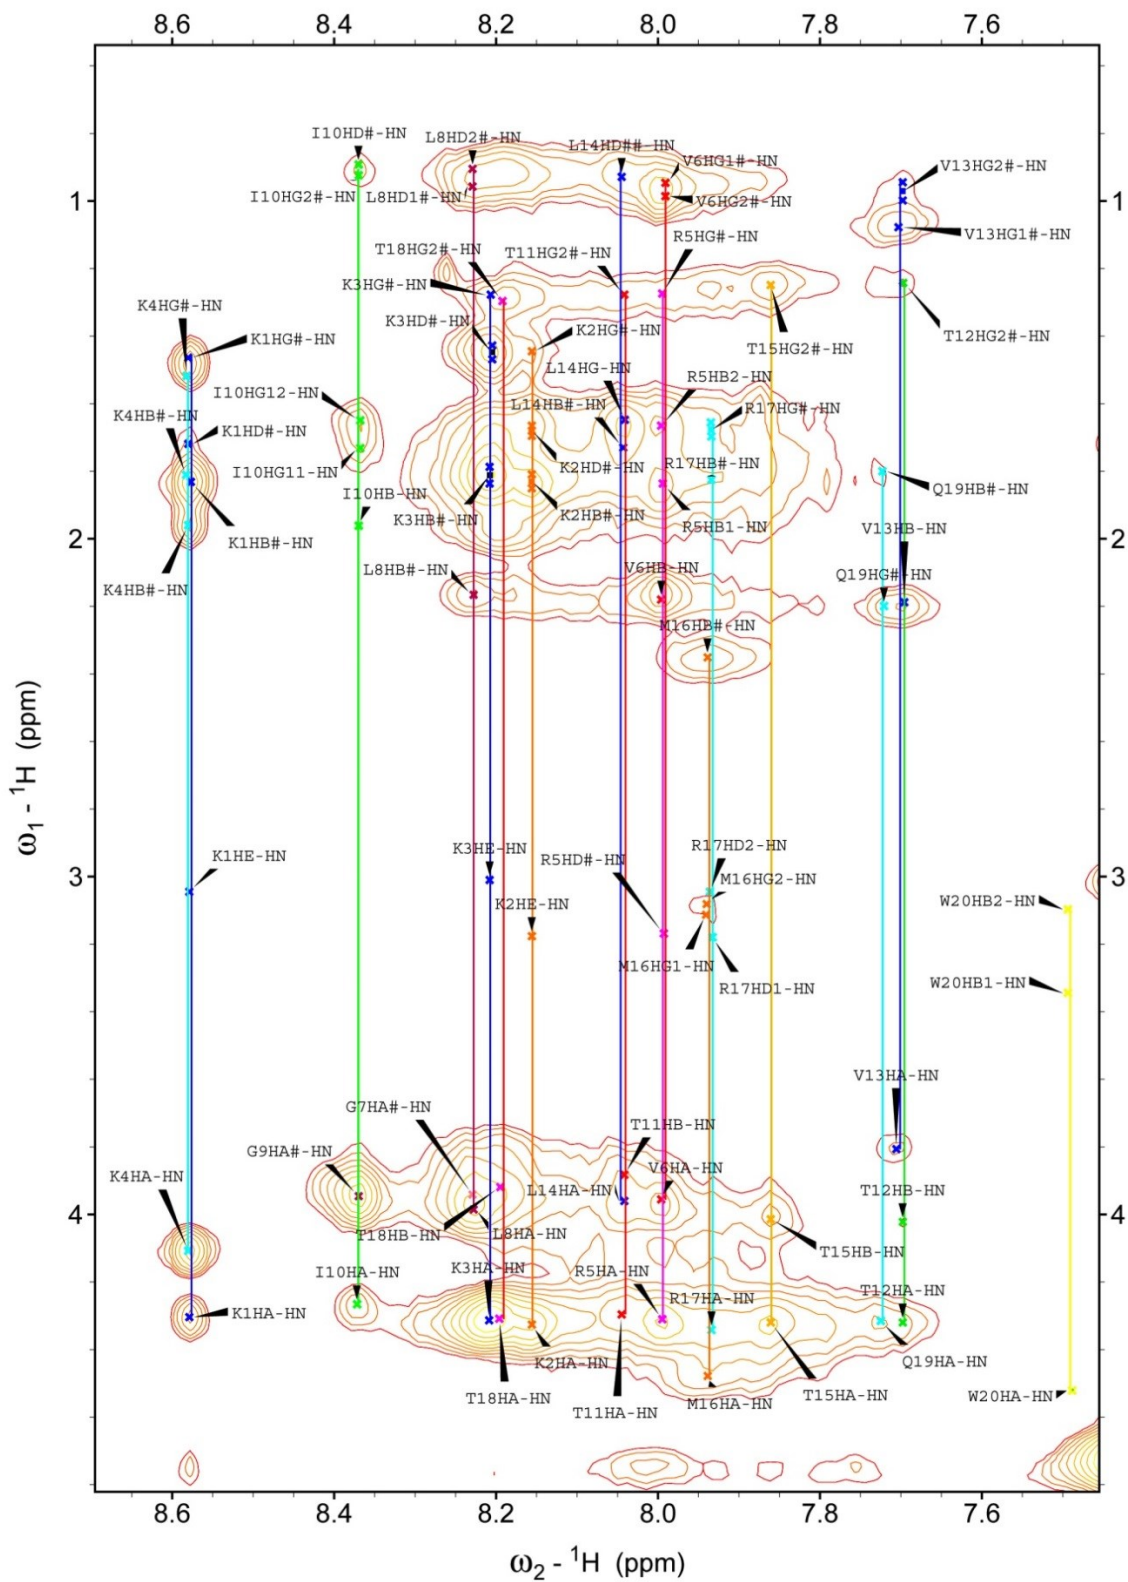 8.6 8.4 8.2 8.0 7.8 7.6
I10HD#-HN
L8HD2#-HN
L14HD##-HN
V6HG1#-HN
V13HG2#-HN
I10HG2#-HN
L8HD1#-HN
V6HG2#-HN
1 1
V13HG1#-HN
T18HG2#-HN
T11HG2#-HN
R5HG#-HN
K3HG#-HN
K4HG#-HN
K3HD#-HN
K2HG#-HN
T12HG2#-HN
K1HG#-HN
T15HG2#-HN
L14HG-HN
I10HG12-HN
R5HB2-HN
L14HB#-HN
R17HG#-HN
K4HB#-HN
K1HD#-HN
K2HD#-HN
R17HB#-HN
I10HG11-HN
Q19HB#-HN
I10HB-HN
K3HB#-HN
K2HB#-HN
R5HB1-HN
V13HB-HN
K1HB#-HN
2 2
L8HB#-HN
V6HB-HN
Q19HG#-HN
K4HB#-HN
M16HB#-HN
K3HE-HN
R17HD2-HN
K1HE-HN
R5HD#-HN
M16HG2-HN
3 3
K2HE-HN
W20HB2-HN
M16HG1-HN
W20HB1-HN
R17HD1-HN
V13HA-HN
G7HA#-HN
T11HB-HN
G9HA#-HN
V6HA-HN
K4HA-HN
L14HA-HN
T12HB-HN
4 4
T18HB-HN
L8HA-HN
T15HB-HN
I10HA-HN
K3HA-HN
R5HA-HN
T12HA-HN
R17HA-HN
K1HA-HN
K2HA-HN
Q19HA-HN
T18HA-HN
T11HA-HN
M16HA-HN
T15HA-HN
W20HA-HN
8.6 8.4 8.2 8.0 7.8 7.6
ω1 - 1H (ppm)
ω2 - 1H (ppm)